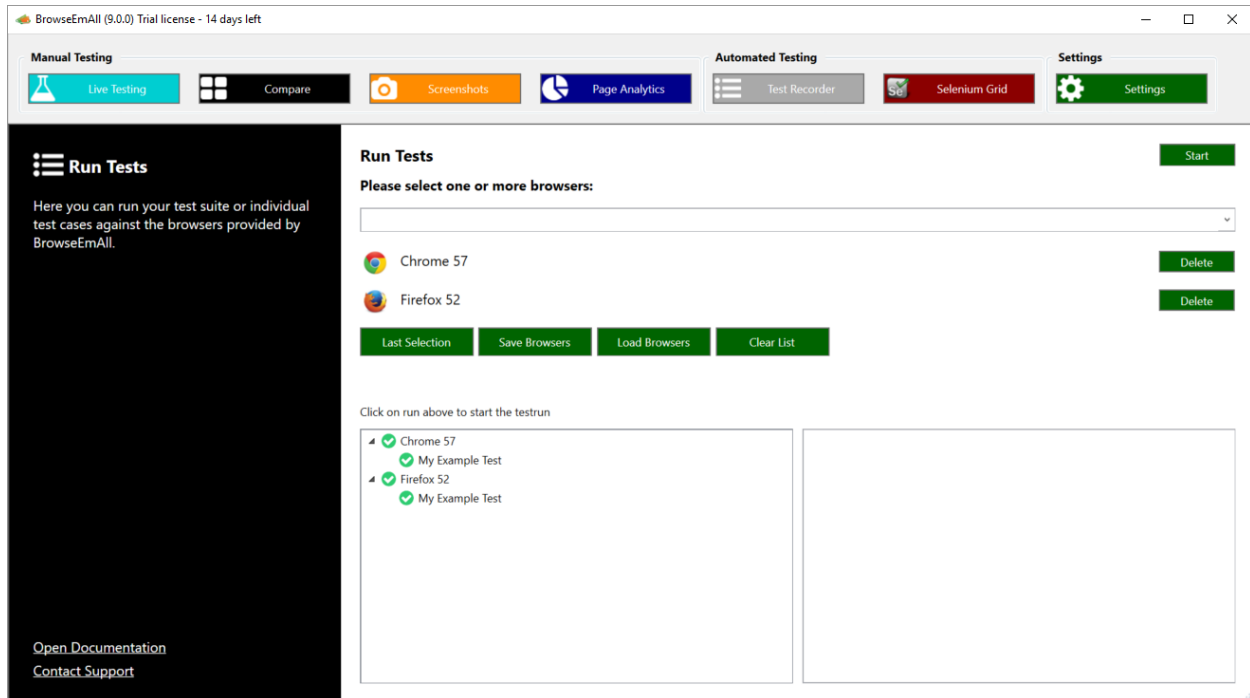 BrowseEmAll (9.0.0) Trial license - 14 days left
Manual Testing
Automated Testing
Settings
Live Testing
Compare
Screenshots
Page Analytics
Test Recorder
Se
Selenium Grid
Settings
Run Tests
Here you can run your test suite or individual
test cases against the browsers provided by
BrowseEmAll.
Open Documentation
Contact Support
Run Tests
Start
Please select one or more browsers:
Chrome 57
Delete
Firefox 52
Delete
Last Selection
Save Browsers
Load Browsers
Clear List
Click on run above to start the testrun
Chrome 57
My Example Test
Firefox 52
My Example Test